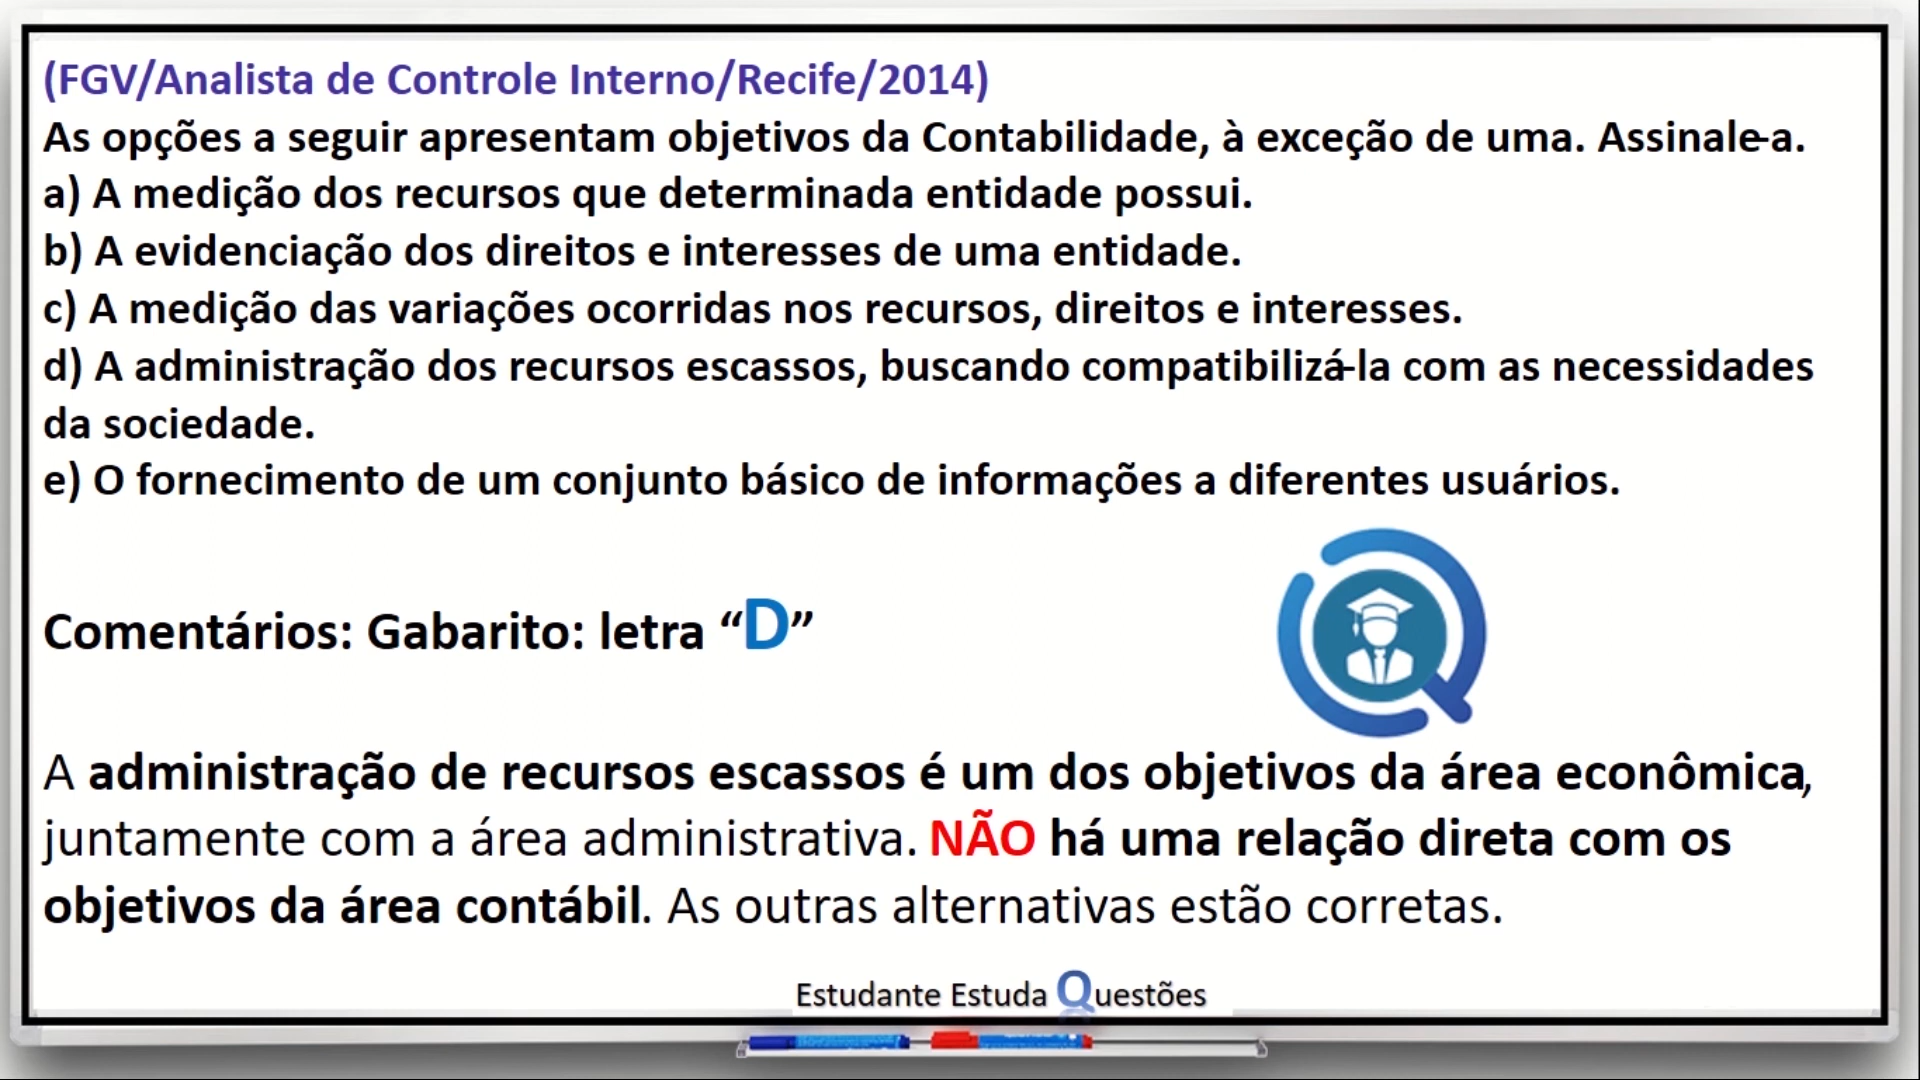 (FGV/Analista de Controle Interno/Recife/2014)
As opções a seguir apresentam objetivos da Contabilidade, à exceção de uma. Assinale-a.
a) A medição dos recursos que determinada entidade possui.
b) A evidenciação dos direitos e interesses de uma entidade.
c) A medição das variações ocorridas nos recursos, direitos e interesses.
d) A administração dos recursos escassos, buscando compatibilizá-la com as necessidades
da sociedade.
e) O fornecimento de um conjunto básico de informações a diferentes usuários.
Comentários: Gabarito: letra “D”
A administração de recursos escassos é um dos objetivos da área econômica,
juntamente com a área administrativa. NÃO há uma relação direta com os
objetivos da área contábil. As outras alternativas estão corretas.
Estudante Estuda Questões